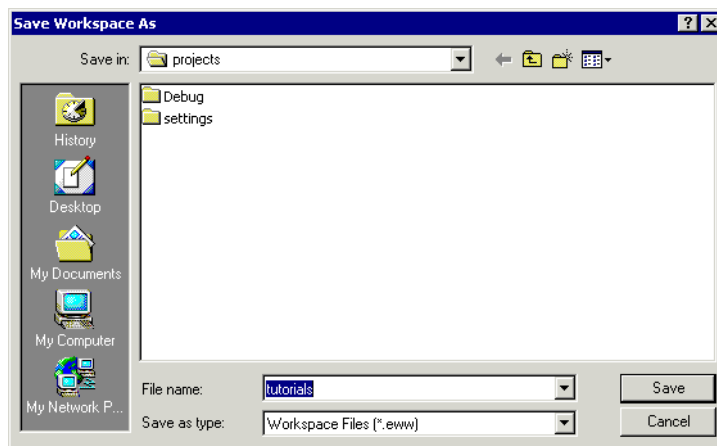 Save Workspace As
Save in: projects
Debug
settings
History
Desktop
My Documents
My Computer
My Network P...
File name: tutorials
Save
Save as type: Workspace Files (*.eww)
Cancel